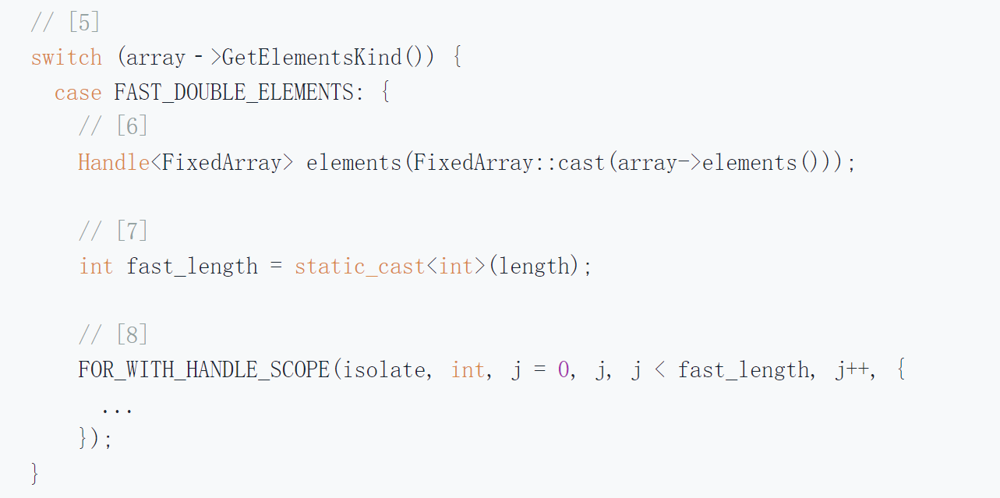 // [5]
switch (array‐>GetElementsKind()) {
  case FAST_DOUBLE_ELEMENTS: {
    // [6]
    Handle<FixedArray> elements(FixedArray::cast(array->elements()));

    // [7]
    int fast_length = static_cast<int>(length);

    // [8]
    FOR_WITH_HANDLE_SCOPE(isolate, int, j = 0, j, j < fast_length, j++, {
      ...
    });
}